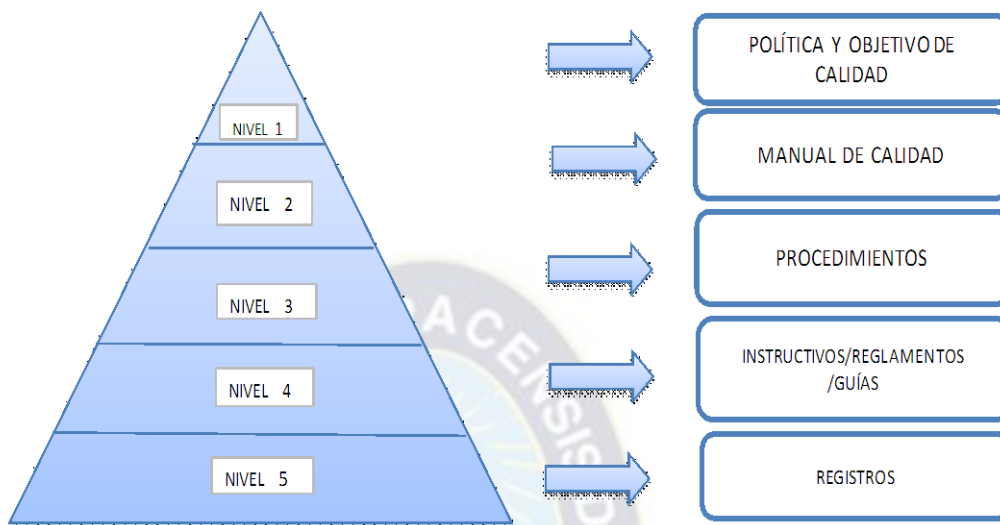 NIVEL 1
NIVEL 2
NIVEL 3
NIVEL 4
NIVEL 5
POLÍTICA Y OBJETIVO DE
CALIDAD
MANUAL DE CALIDAD
PROCEDIMIENTOS
INSTRUCTIVOS/REGLAMENTOS
/GUÍAS
REGISTROS
ACENSIS